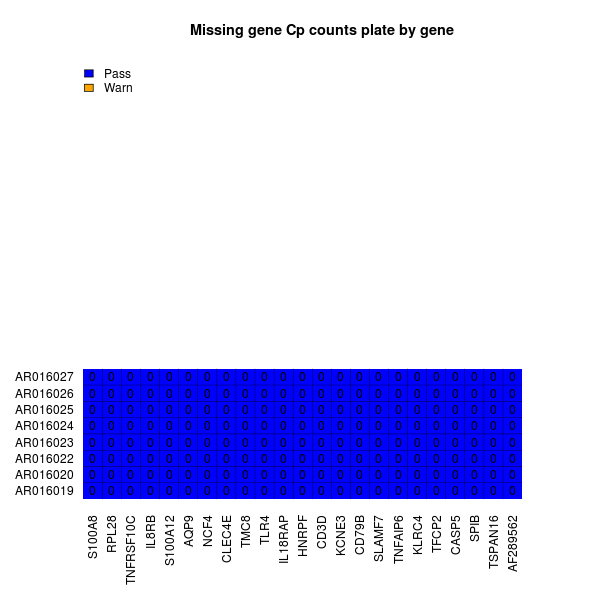 Missing gene Cp counts plate by gene
Pass
Warn
AR016027 0 0 0 0 0 0 0 0 0 0 0 0 0 0 0 0 0 0 0 0 0 0 0
AR016026 0 0 0 0 0 0 0 0 0 0 0 0 0 0 0 0 0 0 0 0 0 0 0
AR016025 0 0 0 0 0 0 0 0 0 0 0 0 0 0 0 0 0 0 0 0 0 0 0
AR016024 0 0 0 0 0 0 0 0 0 0 0 0 0 0 0 0 0 0 0 0 0 0 0
AR016023 0 0 0 0 0 0 0 0 0 0 0 0 0 0 0 0 0 0 0 0 0 0 0
AR016022 0 0 0 0 0 0 0 0 0 0 0 0 0 0 0 0 0 0 0 0 0 0 0
AR016020 0 0 0 0 0 0 0 0 0 0 0 0 0 0 0 0 0 0 0 0 0 0 0
AR016019 0 0 0 0 0 0 0 0 0 0 0 0 0 0 0 0 0 0 0 0 0 0 0
S100A8
RPL28
TNFRSF10C
IL8RB
S100A12
AQP9
NCF4
CLEC4E
TMC8
TLR4
IL18RAP
HNRPF
CD3D
KCNE3
CD79B
SLAMF7
TNFAIP6
KLRC4
TFCP2
CASP5
SPIB
TSPAN16
AF289562